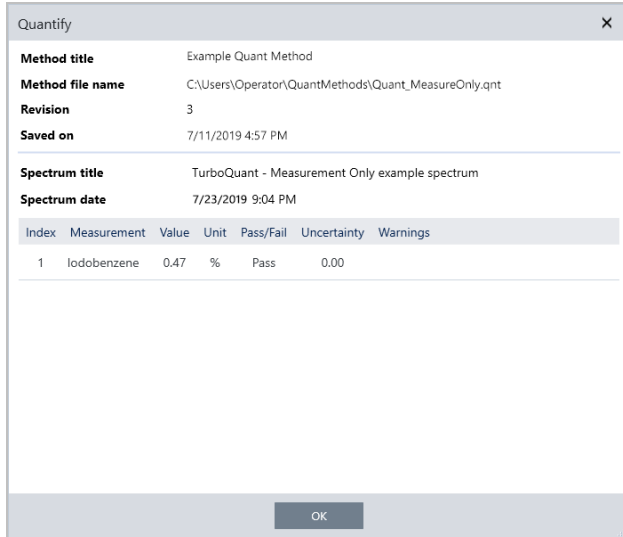 Quantify
Method title Example Quant Method
Method file name C:\Users\Operator\QuantMethods\Quant_MeasureOnly.qnt
Revision 3
Saved on 7/11/2019 4:57 PM
Spectrum title TurboQuant - Measurement Only example spectrum
Spectrum date 7/23/2019 9:04 PM
Index Measurement Value Unit Pass/Fail Uncertainty Warnings
1 Iodobenzene 0.47 % Pass 0.00
OK